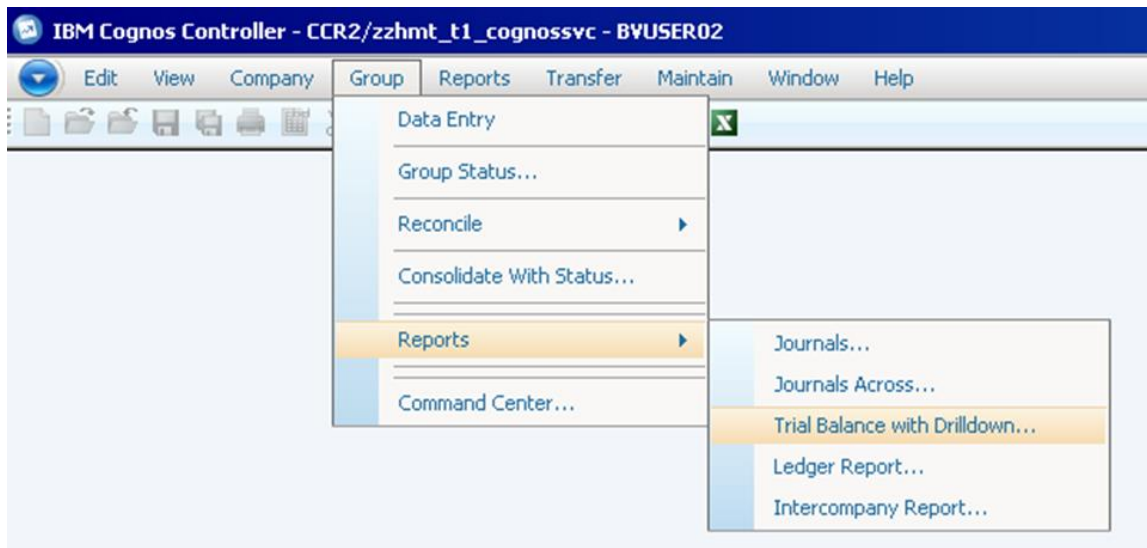 IBM Cognos Controller - CCR2/zzhmt_t1_cognossvc - BVUSER02
Edit View Company Group Reports Transfer Maintain Window Help
Data Entry
Group Status...
Reconcile
Consolidate With Status...
Reports
Command Center...
Journals...
Journals Across...
Trial Balance with Drilldown...
Ledger Report...
Intercompany Report...